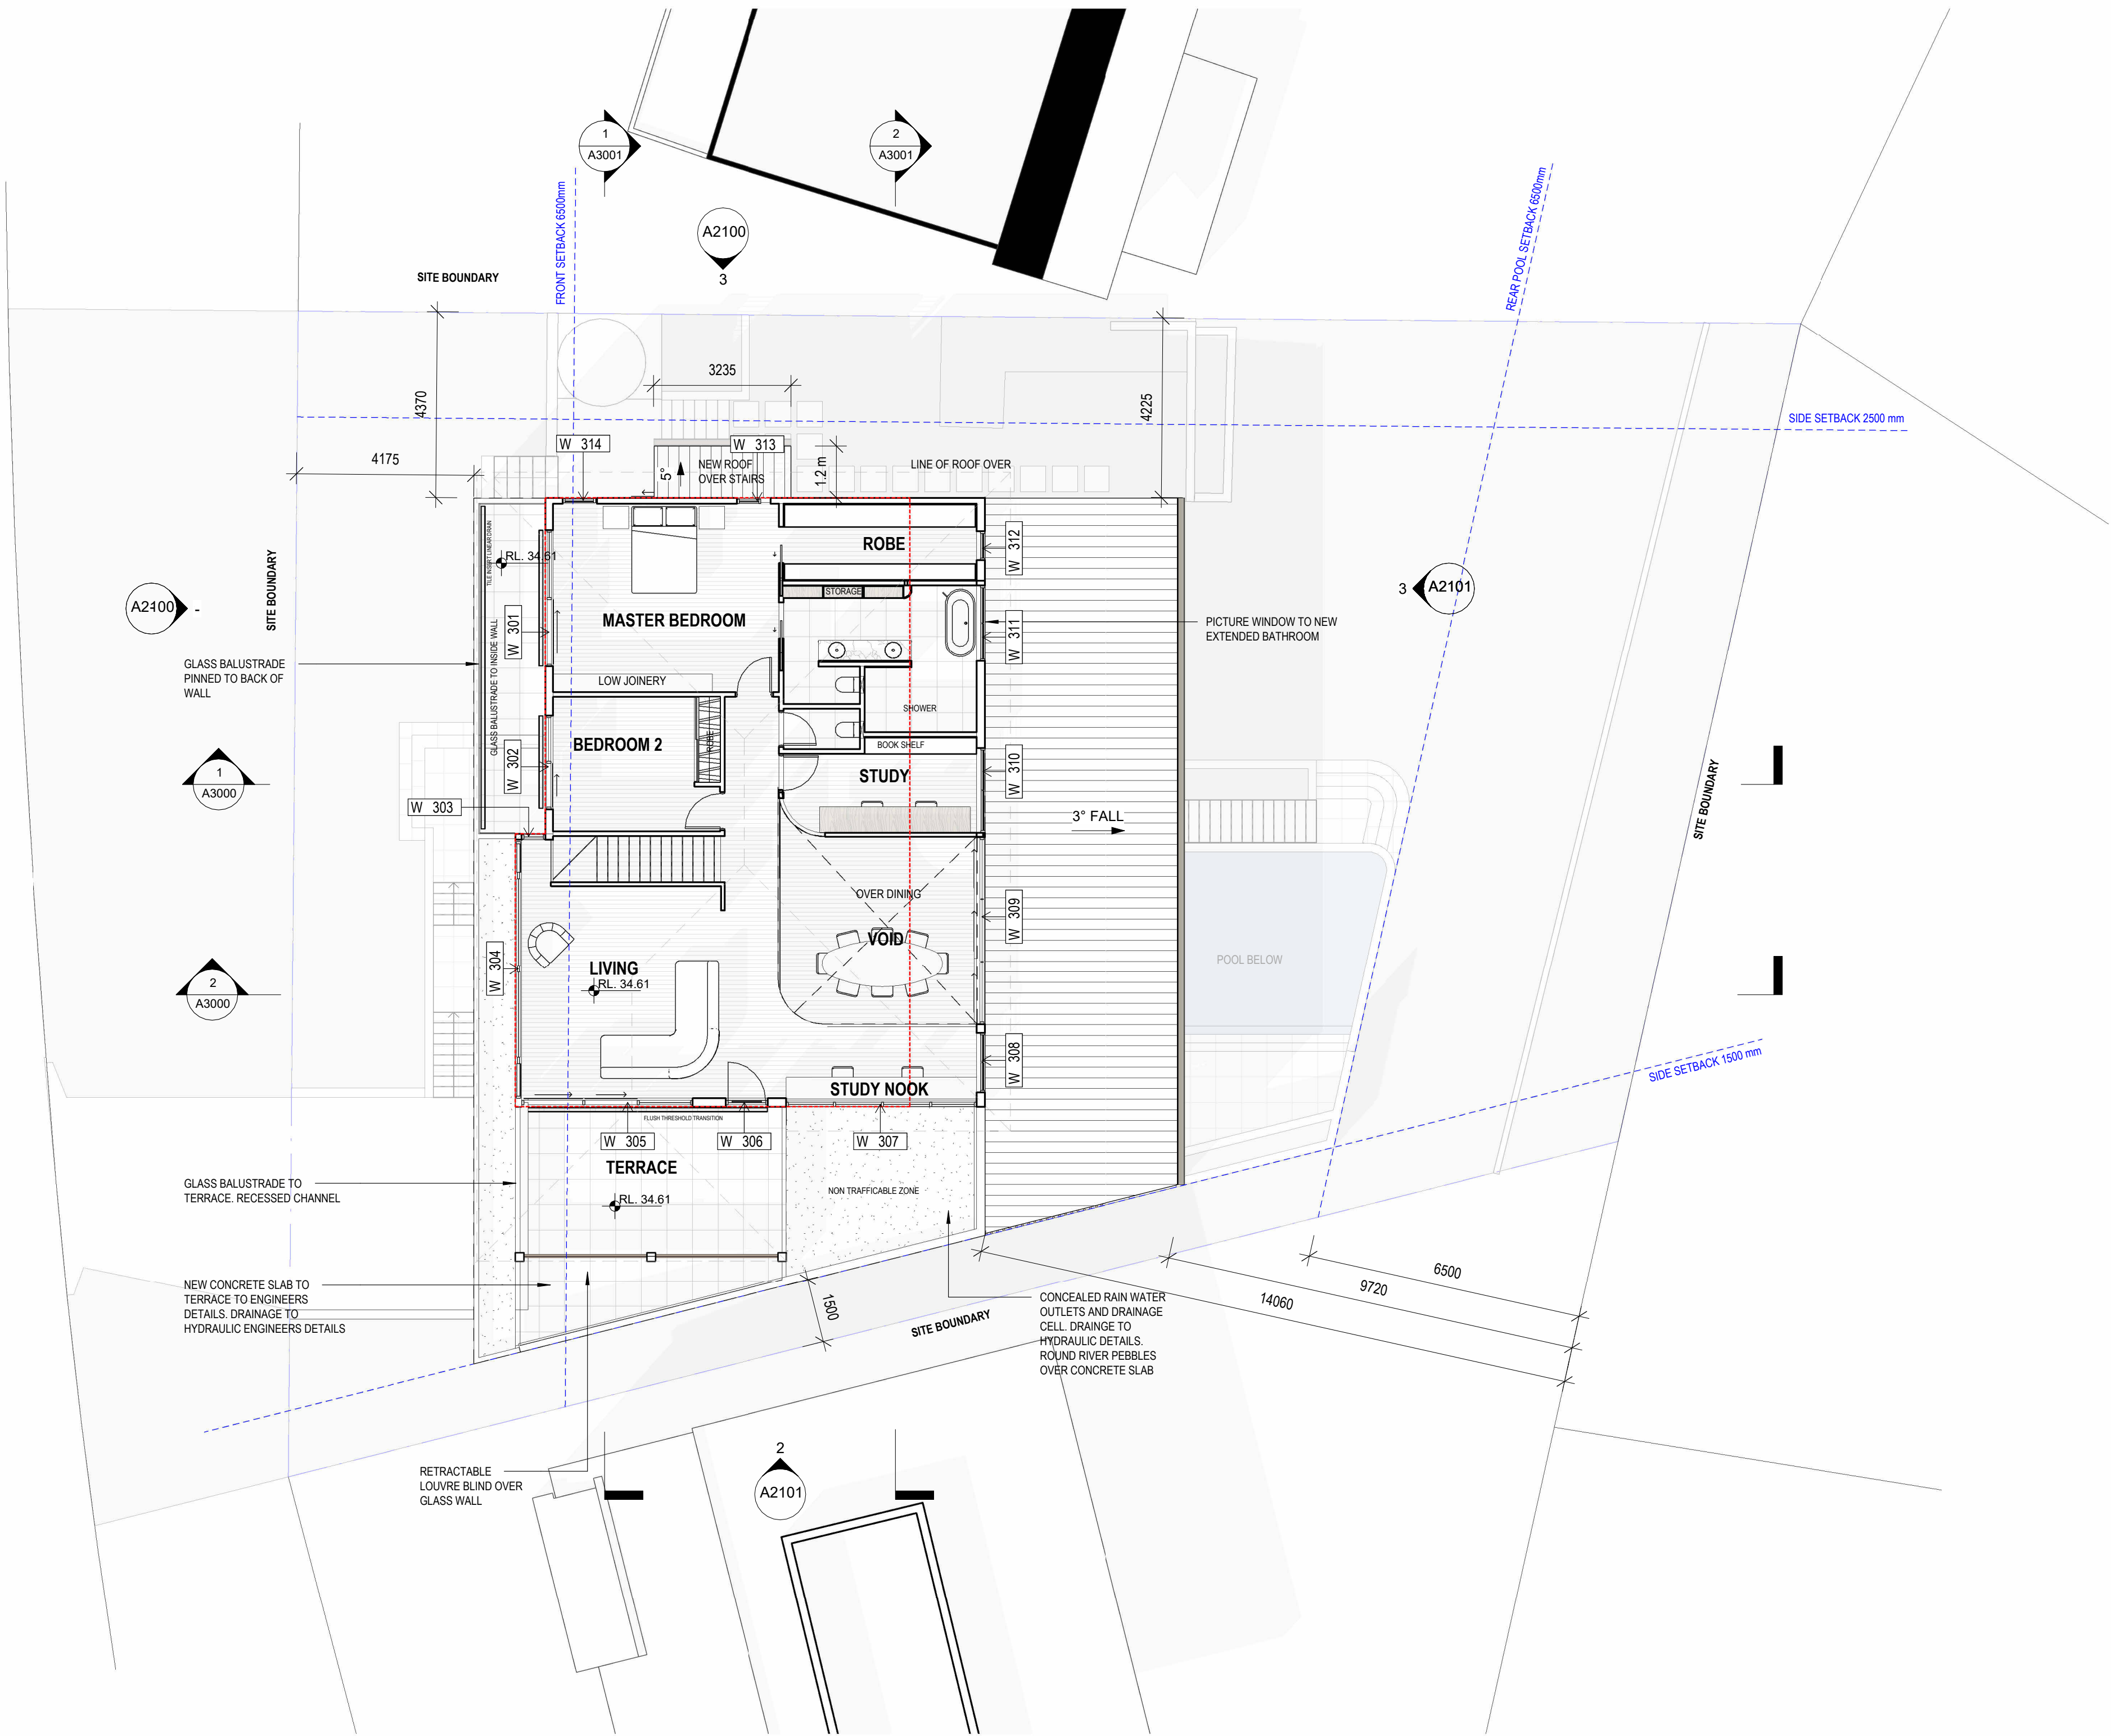 1
A3001
2
A3001
FRONT SETBACK 6500mm
REAR POOL SETBACK 6500mm
A2100
3
SITE BOUNDARY
3235
4370
4225
SIDE SETBACK 2500 mm
W 314
W 313
4175
5°
NEW ROOF
OVER STAIRS
1.2 m
LINE OF ROOF OVER
TILE INSERT LINEAR DRAIN
RL. 34.61
ROBE
W 312
SITE BOUNDARY
A2100
-
3
A2101
STORAGE
W 301
MASTER BEDROOM
W 311
PICTURE WINDOW TO NEW
EXTENDED BATHROOM
GLASS BALUSTRADE
PINNED TO BACK OF
WALL
GLASS BALUSTRADE TO INSIDE WALL
LOW JOINERY
SHOWER
W 302
BEDROOM 2
ROBE
BOOK SHELF
STUDY
W 310
1
A3000
W 303
3° FALL
SITE BOUNDARY
OVER DINING
W 309
VOID
W 304
LIVING
RL. 34.61
POOL BELOW
2
A3000
W 308
SIDE SETBACK 1500 mm
STUDY NOOK
FLUSH THRESHOLD TRANSITION
W 305
W 306
W 307
TERRACE
GLASS BALUSTRADE TO
TERRACE. RECESSED CHANNEL
RL. 34.61
NON TRAFFICABLE ZONE
NEW CONCRETE SLAB TO
TERRACE TO ENGINEERS
DETAILS. DRAINAGE TO
HYDRAULIC ENGINEERS DETAILS
1500
SITE BOUNDARY
CONCEALED RAIN WATER
OUTLETS AND DRAINAGE
CELL. DRAINGE TO
HYDRAULIC DETAILS.
ROUND RIVER PEBBLES
OVER CONCRETE SLAB
6500
9720
14060
RETRACTABLE
LOUVRE BLIND OVER
GLASS WALL
2
A2101